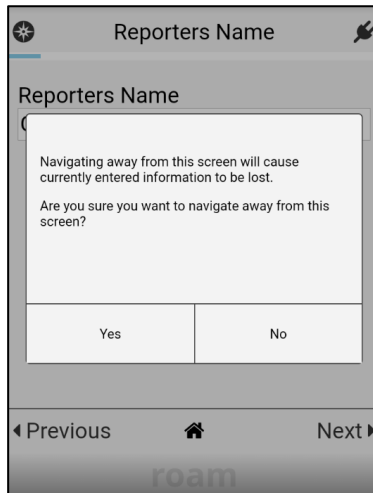 Reporters Name
Reporters Name
Navigating away from this screen will cause
currently entered information to be lost.
Are you sure you want to navigate away from this
screen?
Yes No
Previous Next
roam